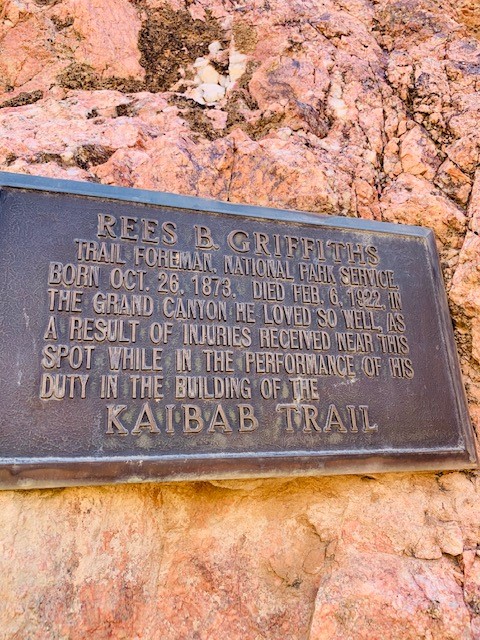 REES B. GRIFFITHS
TRAIL FOREMAN, NATIONAL PARK SERVICE
BORN OCT. 26, 1873. DIED FEB. 6, 1922, IN
THE GRAND CANYON HE LOVED SO WELL, AS
A RESULT OF INJURIES RECEIVED NEAR THIS
SPOT WHILE IN THE PERFORMANCE OF HIS
DUTY IN THE BUILDING OF THE
KAIBAB TRAIL